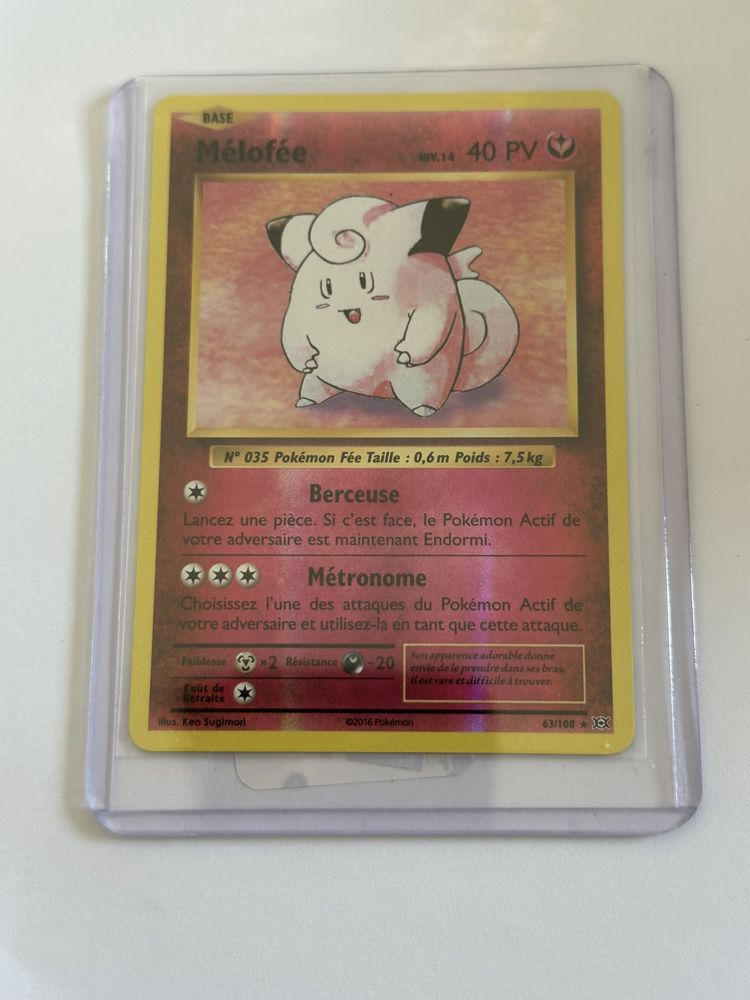 BASE
Mélofée NIV.14 40 PV
N° 035 Pokémon Fée Taille : 0,6 m Poids : 7,5 kg
Berceuse
Lancez une pièce. Si c'est face, le Pokémon Actif de
votre adversaire est maintenant Endormi.
Métronome
Choisissez l'une des attaques du Pokémon Actif de
votre adversaire et utilisez-la en tant que cette attaque.
Faiblesse ×2 Résistance -20
Coût de
Retraite
Son apparence adorable donne
envie de le prendre dans ses bras.
Il est rare et difficile à trouver.
Illus. Ken Sugimori ©2016 Pokémon 63/108 ★